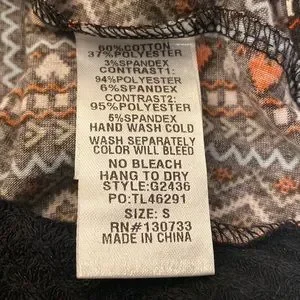 60%COTTON
37%POLYESTER
3%SPANDEX
CONTRAST1:
94%POLYESTER
6%SPANDEX
CONTRAST2:
95%POLYESTER
5%SPANDEX
HAND WASH COLD
WASH SEPARATELY
COLOR WILL BLEED
NO BLEACH
HANG TO DRY
STYLE:G2436
PO:TL46291
SIZE: S
RN#130733
MADE IN CHINA